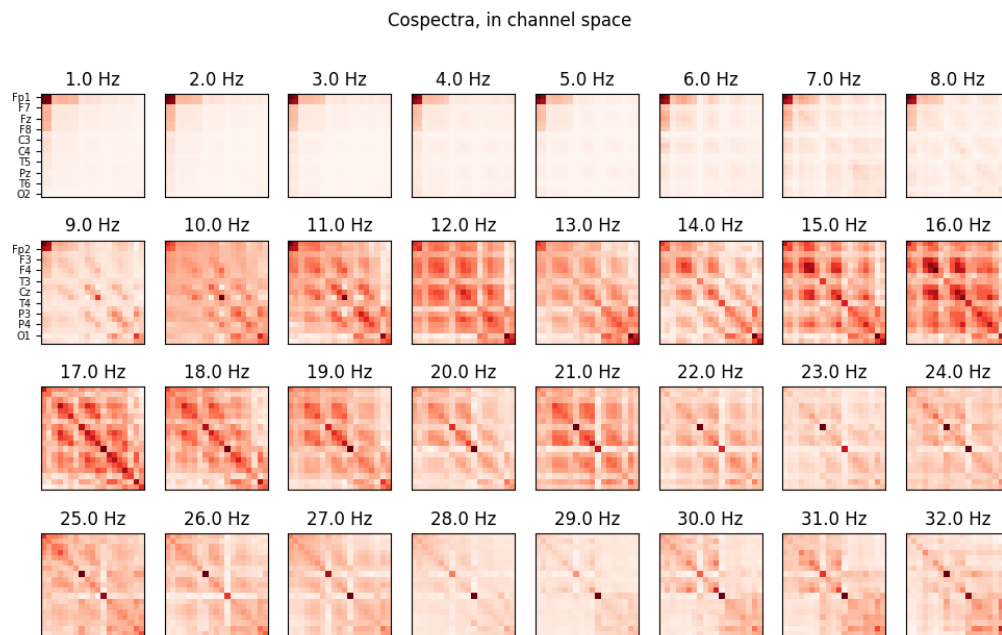 Cospectra, in channel space
1.0 Hz 2.0 Hz 3.0 Hz 4.0 Hz 5.0 Hz 6.0 Hz 7.0 Hz 8.0 Hz
Fp1
F7
Fz
F8
C3
C4
T5
Pz
T6
O2
9.0 Hz 10.0 Hz 11.0 Hz 12.0 Hz 13.0 Hz 14.0 Hz 15.0 Hz 16.0 Hz
Fp2
F3
F4
T3
Cz
T4
P3
P4
O1
17.0 Hz 18.0 Hz 19.0 Hz 20.0 Hz 21.0 Hz 22.0 Hz 23.0 Hz 24.0 Hz
25.0 Hz 26.0 Hz 27.0 Hz 28.0 Hz 29.0 Hz 30.0 Hz 31.0 Hz 32.0 Hz